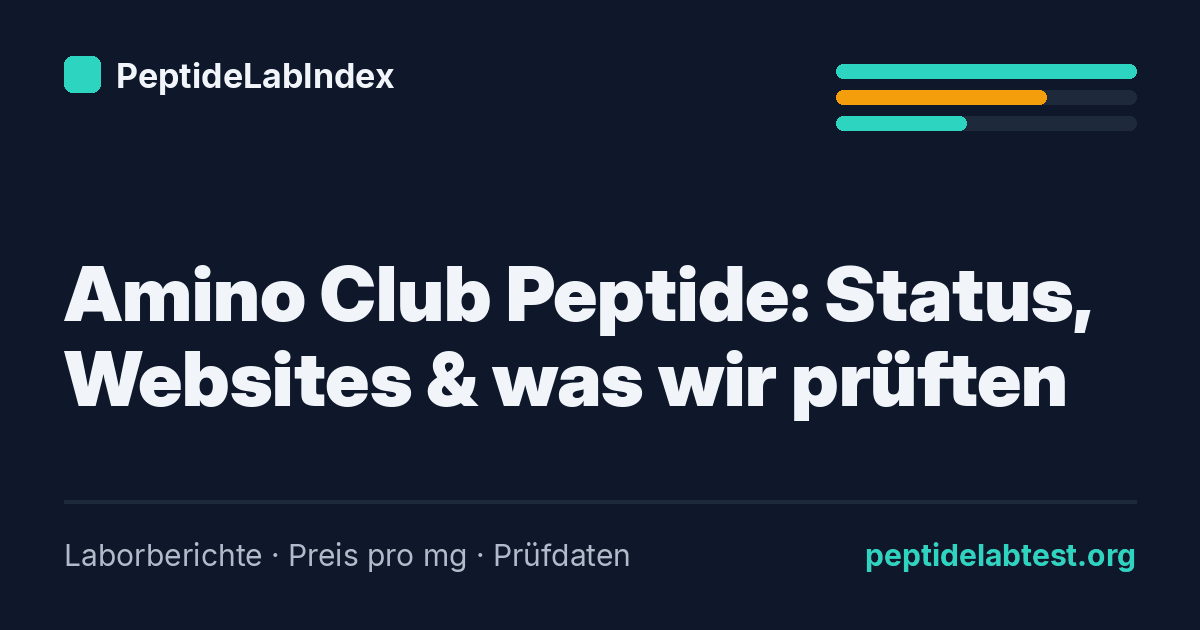 PeptideLabIndex
Amino Club Peptide: Status,
Websites & was wir prüften
Laborberichte · Preis pro mg · Prüfdaten
peptidelabtest.org